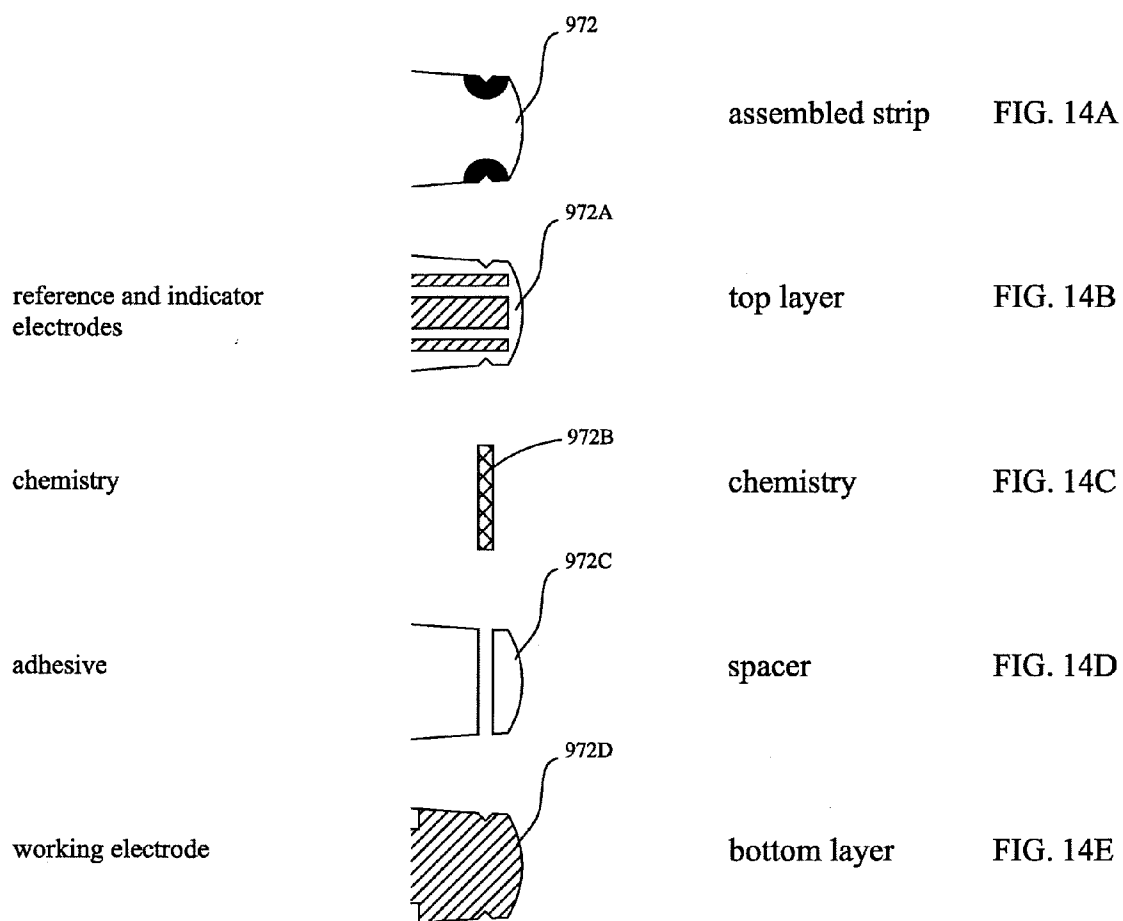 972
assembled strip FIG. 14A
972A
reference and indicator
electrodes
top layer FIG. 14B
972B
chemistry chemistry FIG. 14C
972C
adhesive spacer FIG. 14D
972D
working electrode bottom layer FIG. 14E